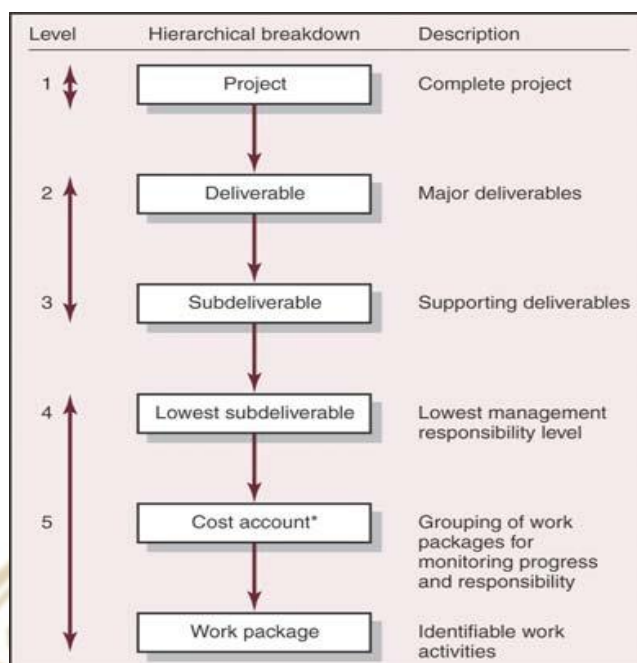 Level Hierarchical breakdown Description
1 Project Complete project
2 Deliverable Major deliverables
3 Subdeliverable Supporting deliverables
4 Lowest subdeliverable Lowest management
responsibility level
5 Cost account* Grouping of work
packages for
monitoring progress
and responsibility
Work package Identifiable work
activities